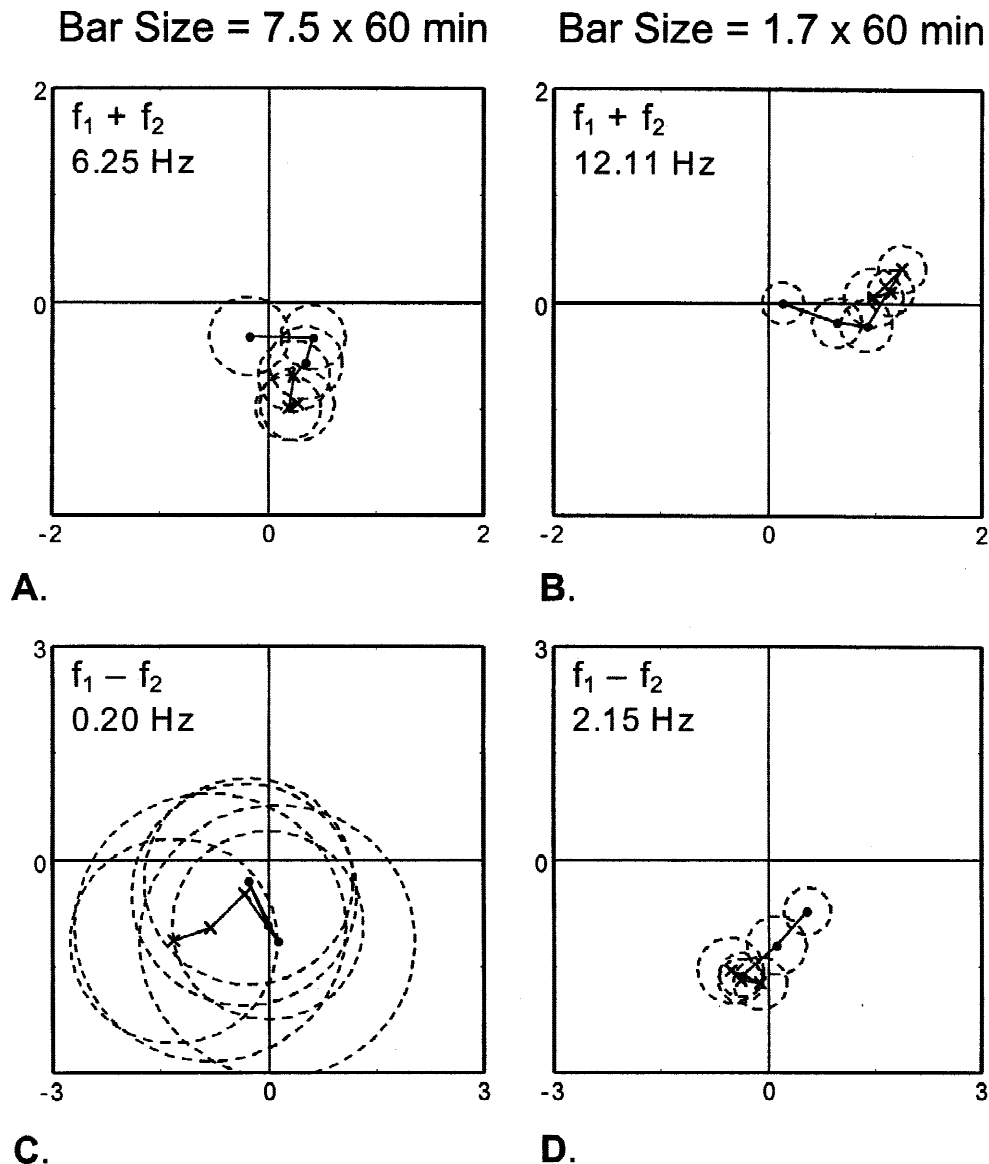 Bar Size = 7.5 x 60 min
Bar Size = 1.7 x 60 min
2
f₁ + f₂
6.25 Hz
0
-2
0
2
A.
2
f₁ + f₂
12.11 Hz
0
-2
0
2
B.
3
f₁ – f₂
0.20 Hz
0
-3
0
3
C.
f₁ – f₂
2.15 Hz
3
0
-3
0
3
D.